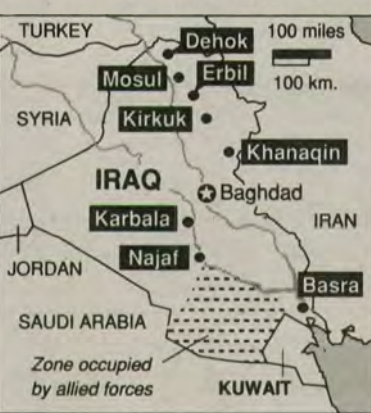 TURKEY
Dehok
100 miles
100 km.
Mosul
Erbil
SYRIA
Kirkuk
Khanaqin
IRAQ
Baghdad
Karbala
IRAN
Najaf
JORDAN
Basra
SAUDI ARABIA
Zone occupied
by allied forces
KUWAIT